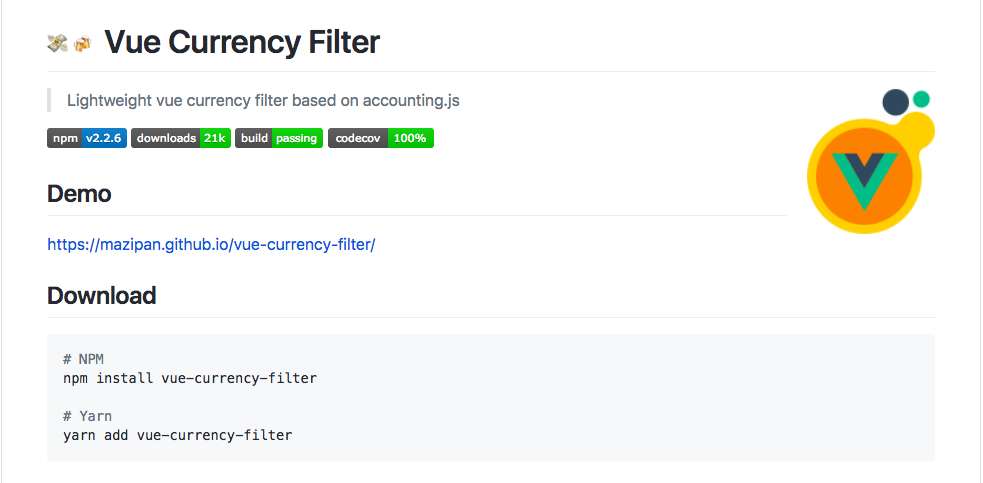 Vue Currency Filter
Lightweight vue currency filter based on accounting.js
npm v2.2.6 downloads 21k build passing codecov 100%
Demo
https://mazipan.github.io/vue-currency-filter/
Download
# NPM
npm install vue-currency-filter
# Yarn
yarn add vue-currency-filter